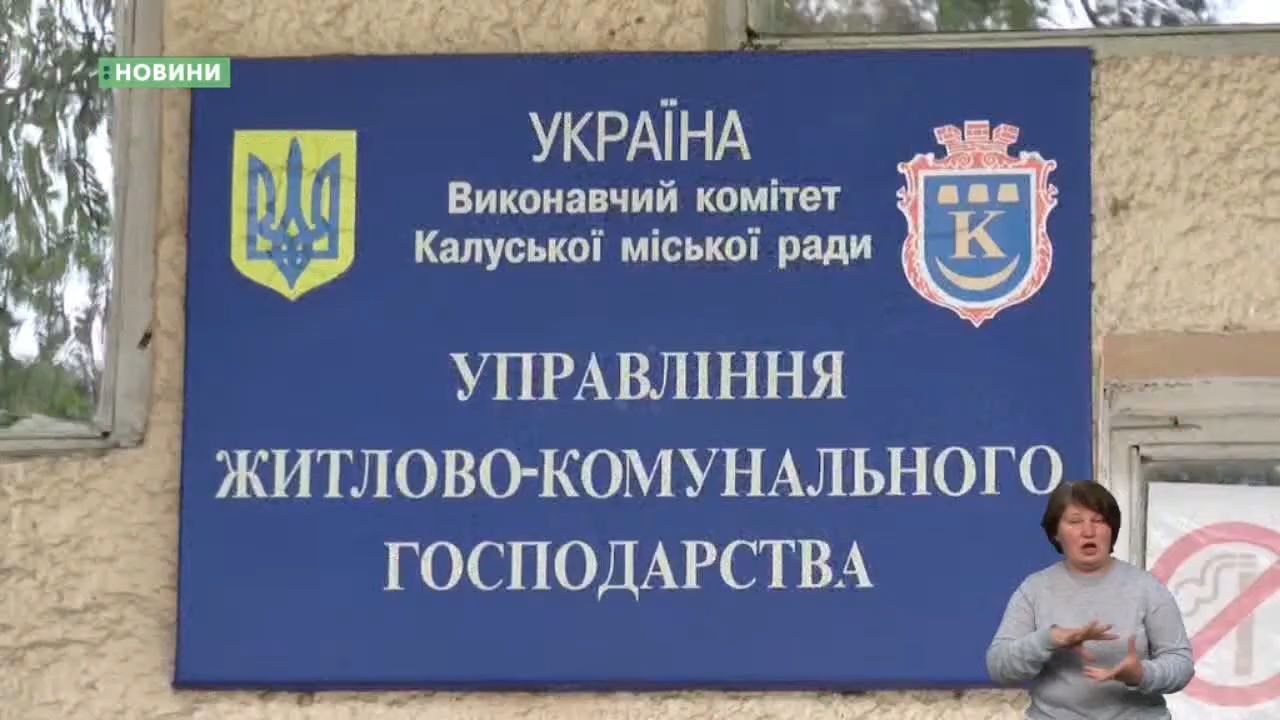 :НОВИНИ
УКРАЇНА
Виконавчий комітет
Калуської міської ради
К
УПРАВЛІННЯ
ЖИТЛОВО-КОМУНАЛЬНОГО
ГОСПОДАРСТВА